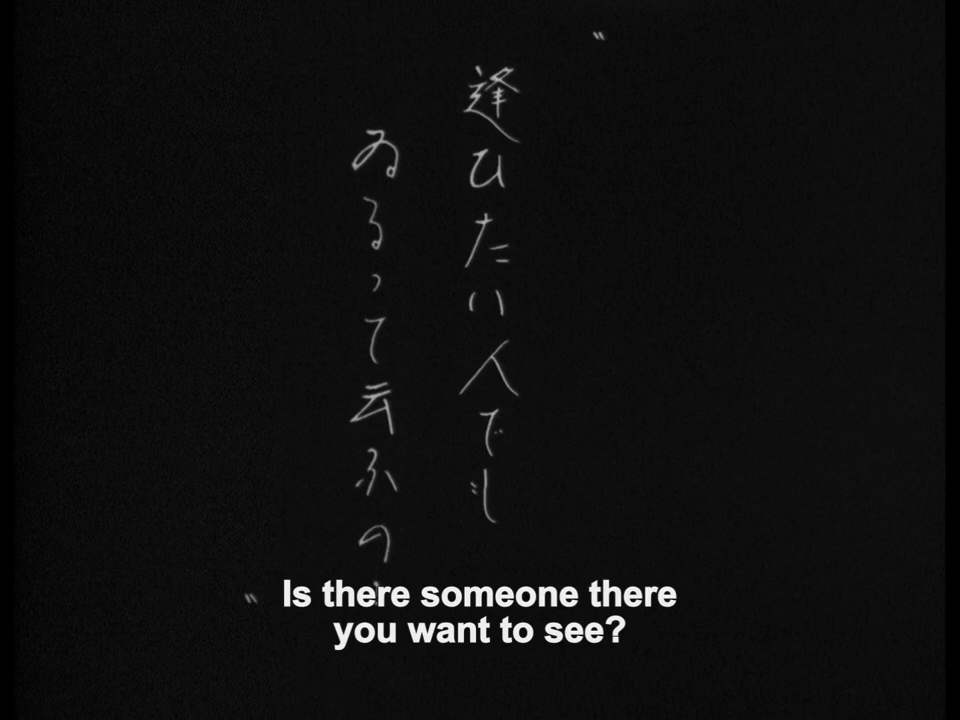 〝逢ひたい人でも
ゐるって云ふの〟
Is there someone there
you want to see?